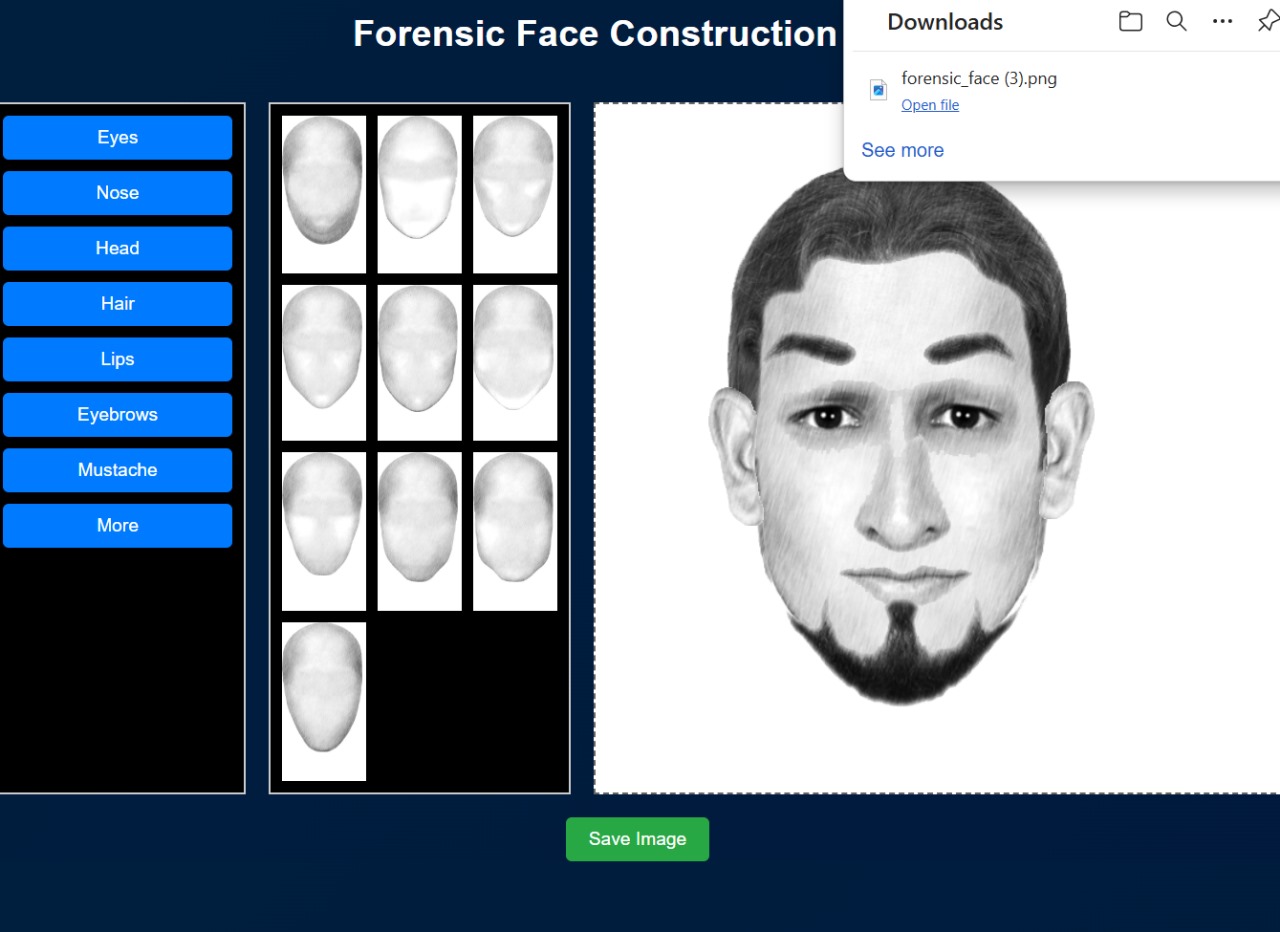 Forensic Face Construction
Downloads
forensic_face (3).png
Open file
See more
Eyes
Nose
Head
Hair
Lips
Eyebrows
Mustache
More
Save Image